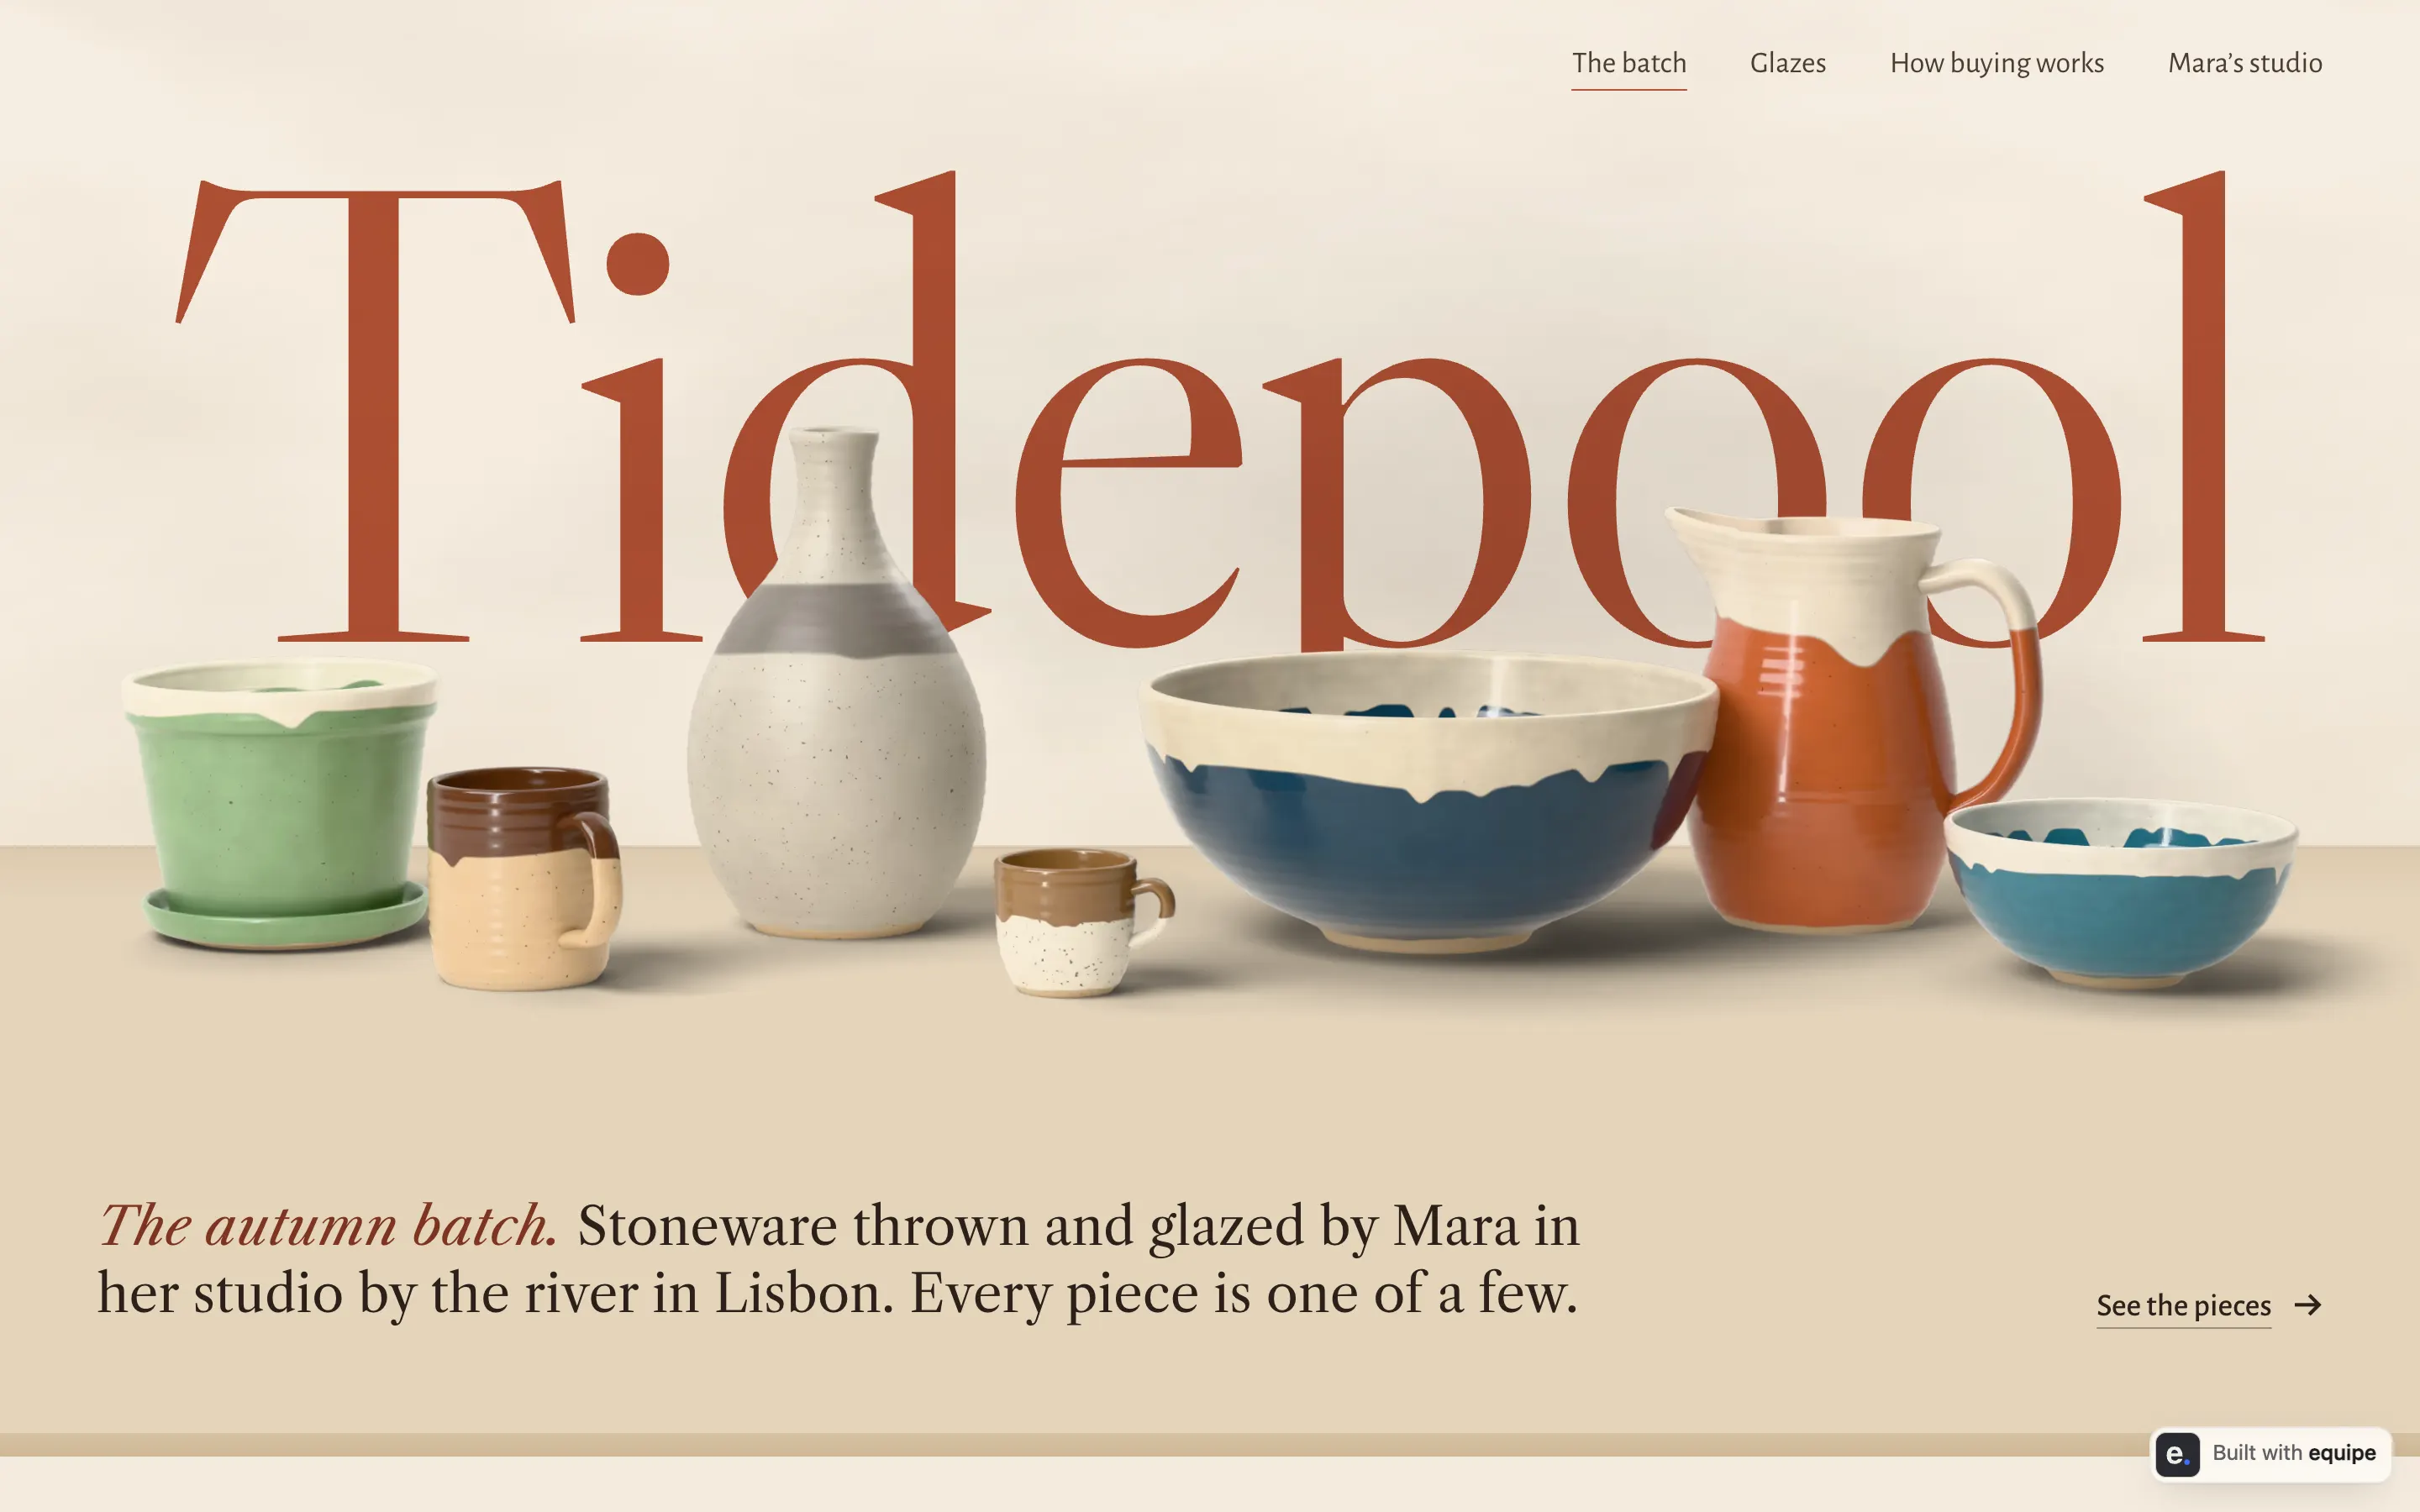 The batch Glazes How buying works Mara’s studio
Tidepool
The autumn batch. Stoneware thrown and glazed by Mara in
her studio by the river in Lisbon. Every piece is one of a few.
See the pieces →
e. Built with equipe